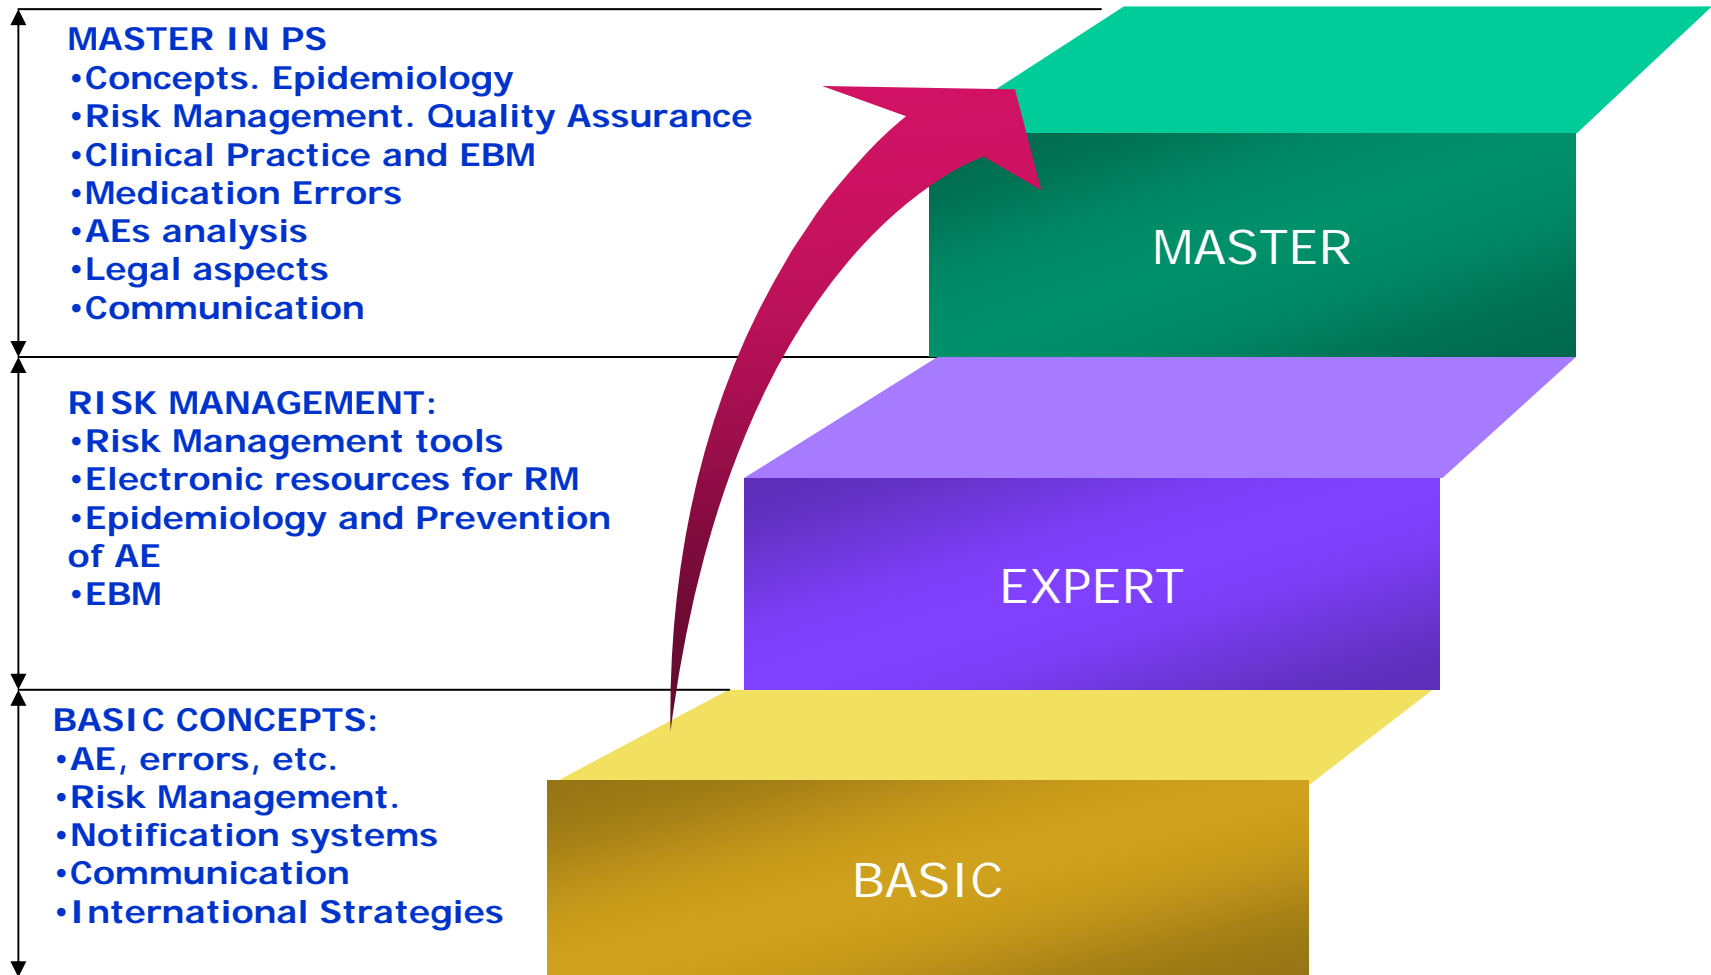 MASTER IN PS
•Concepts. Epidemiology
•Risk Management. Quality Assurance
•Clinical Practice and EBM
•Medication Errors
•AEs analysis
•Legal aspects
•Communication
MASTER
RISK MANAGEMENT:
•Risk Management tools
•Electronic resources for RM
•Epidemiology and Prevention
of AE
•EBM
EXPERT
BASIC CONCEPTS:
•AE, errors, etc.
•Risk Management.
•Notification systems
•Communication
•International Strategies
BASIC